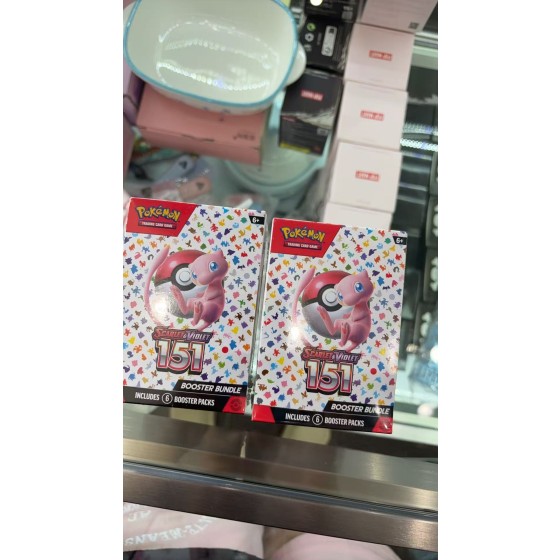 Pokémon
TRADING CARD GAME
6+
SCARLET & VIOLET
151
BOOSTER BUNDLE
INCLUDES 6 BOOSTER PACKS
Pokémon
TRADING CARD GAME
6+
SCARLET & VIOLET
151
BOOSTER BUNDLE
INCLUDES 6 BOOSTER PACKS